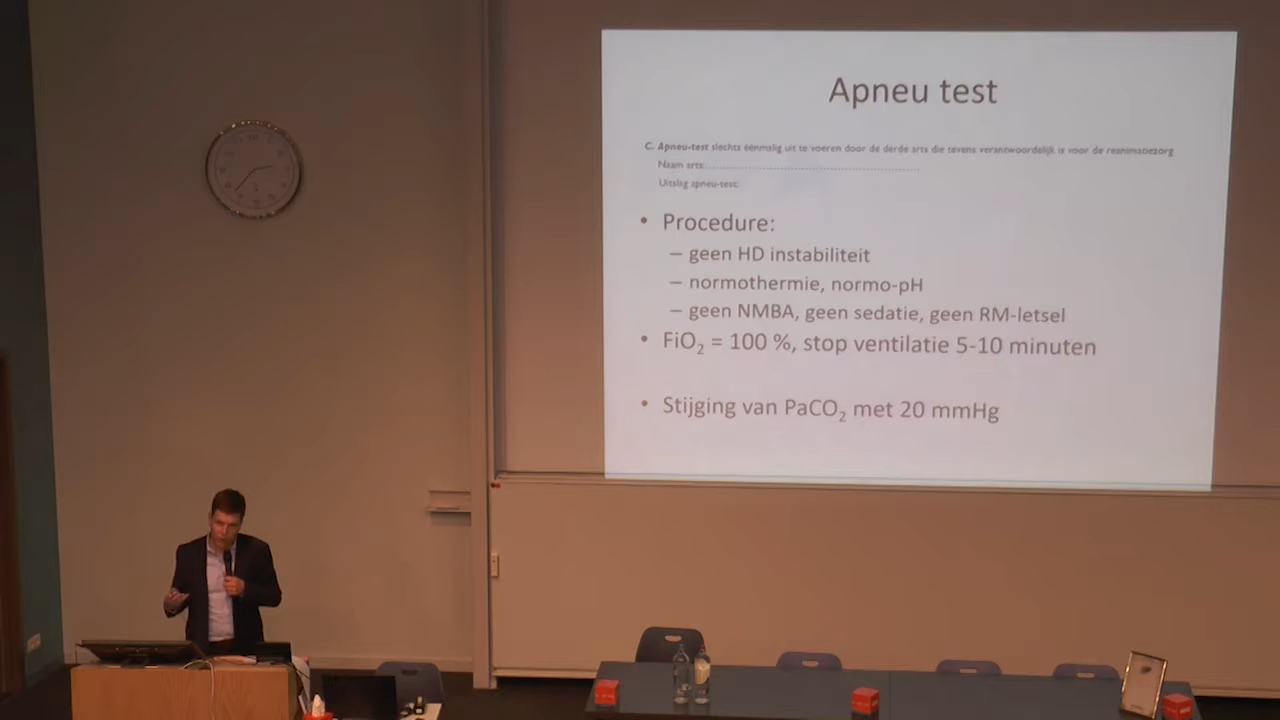 Apneu test
C. Apneu-test slechts éénmalig uit te voeren door de derde arts die tevens verantwoordelijk is voor de reanimatiezorg
Naam arts:
Uitslag apneu-test:
• Procedure:
– geen HD instabiliteit
– normothermie, normo-pH
– geen NMBA, geen sedatie, geen RM-letsel
• FiO₂ = 100 %, stop ventilatie 5-10 minuten
• Stijging van PaCO₂ met 20 mmHg